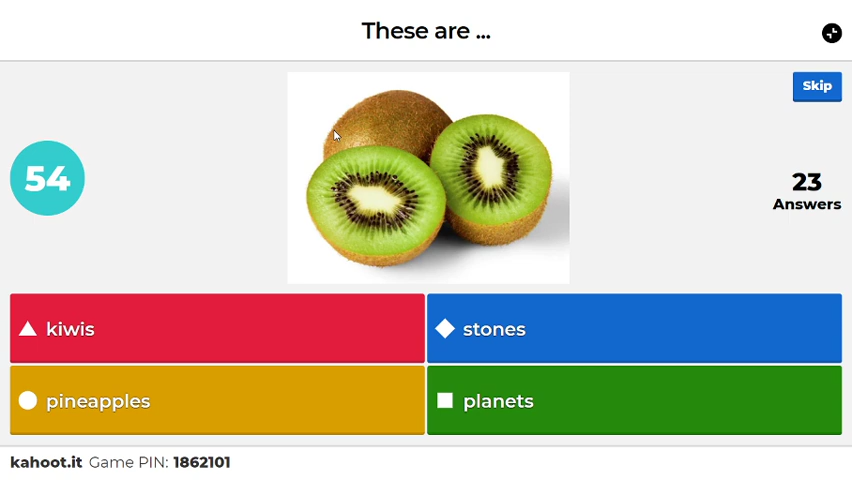 These are ...
Skip
54
23
Answers
kiwis
stones
pineapples
planets
kahoot.it Game PIN: 1862101